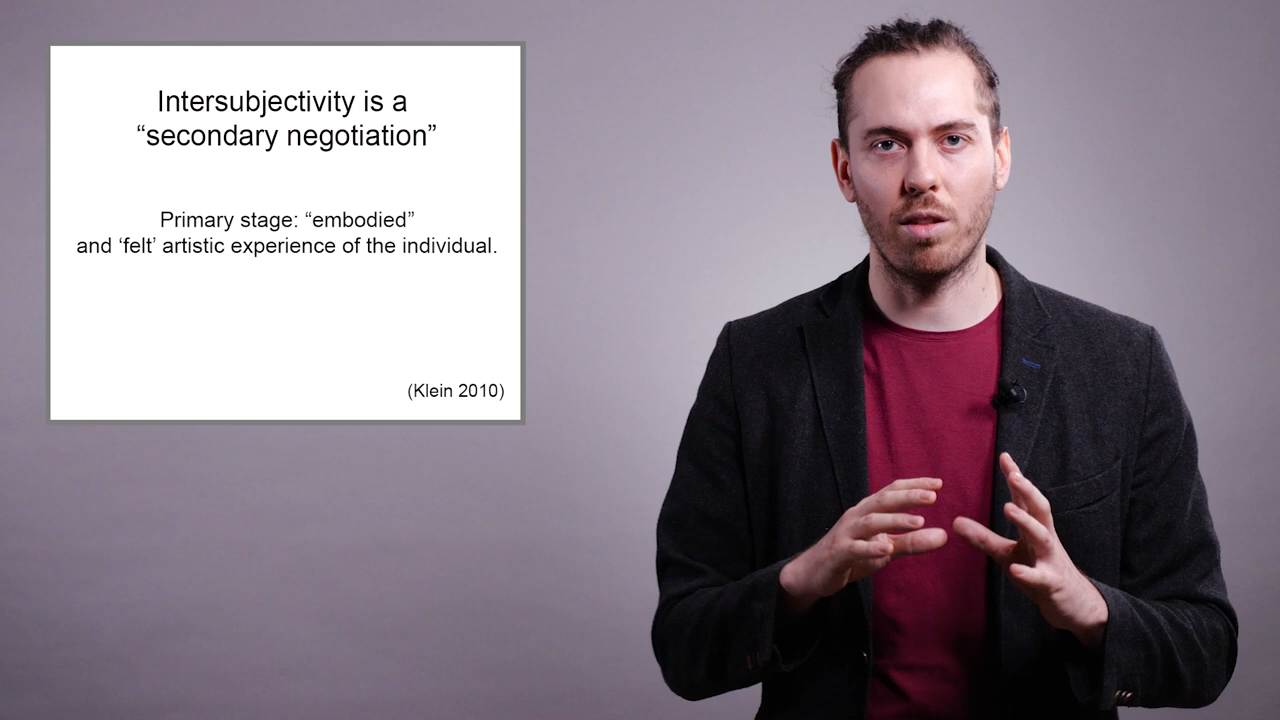 Intersubjectivity is a
“secondary negotiation”
Primary stage: “embodied”
and ‘felt’ artistic experience of the individual.
(Klein 2010)